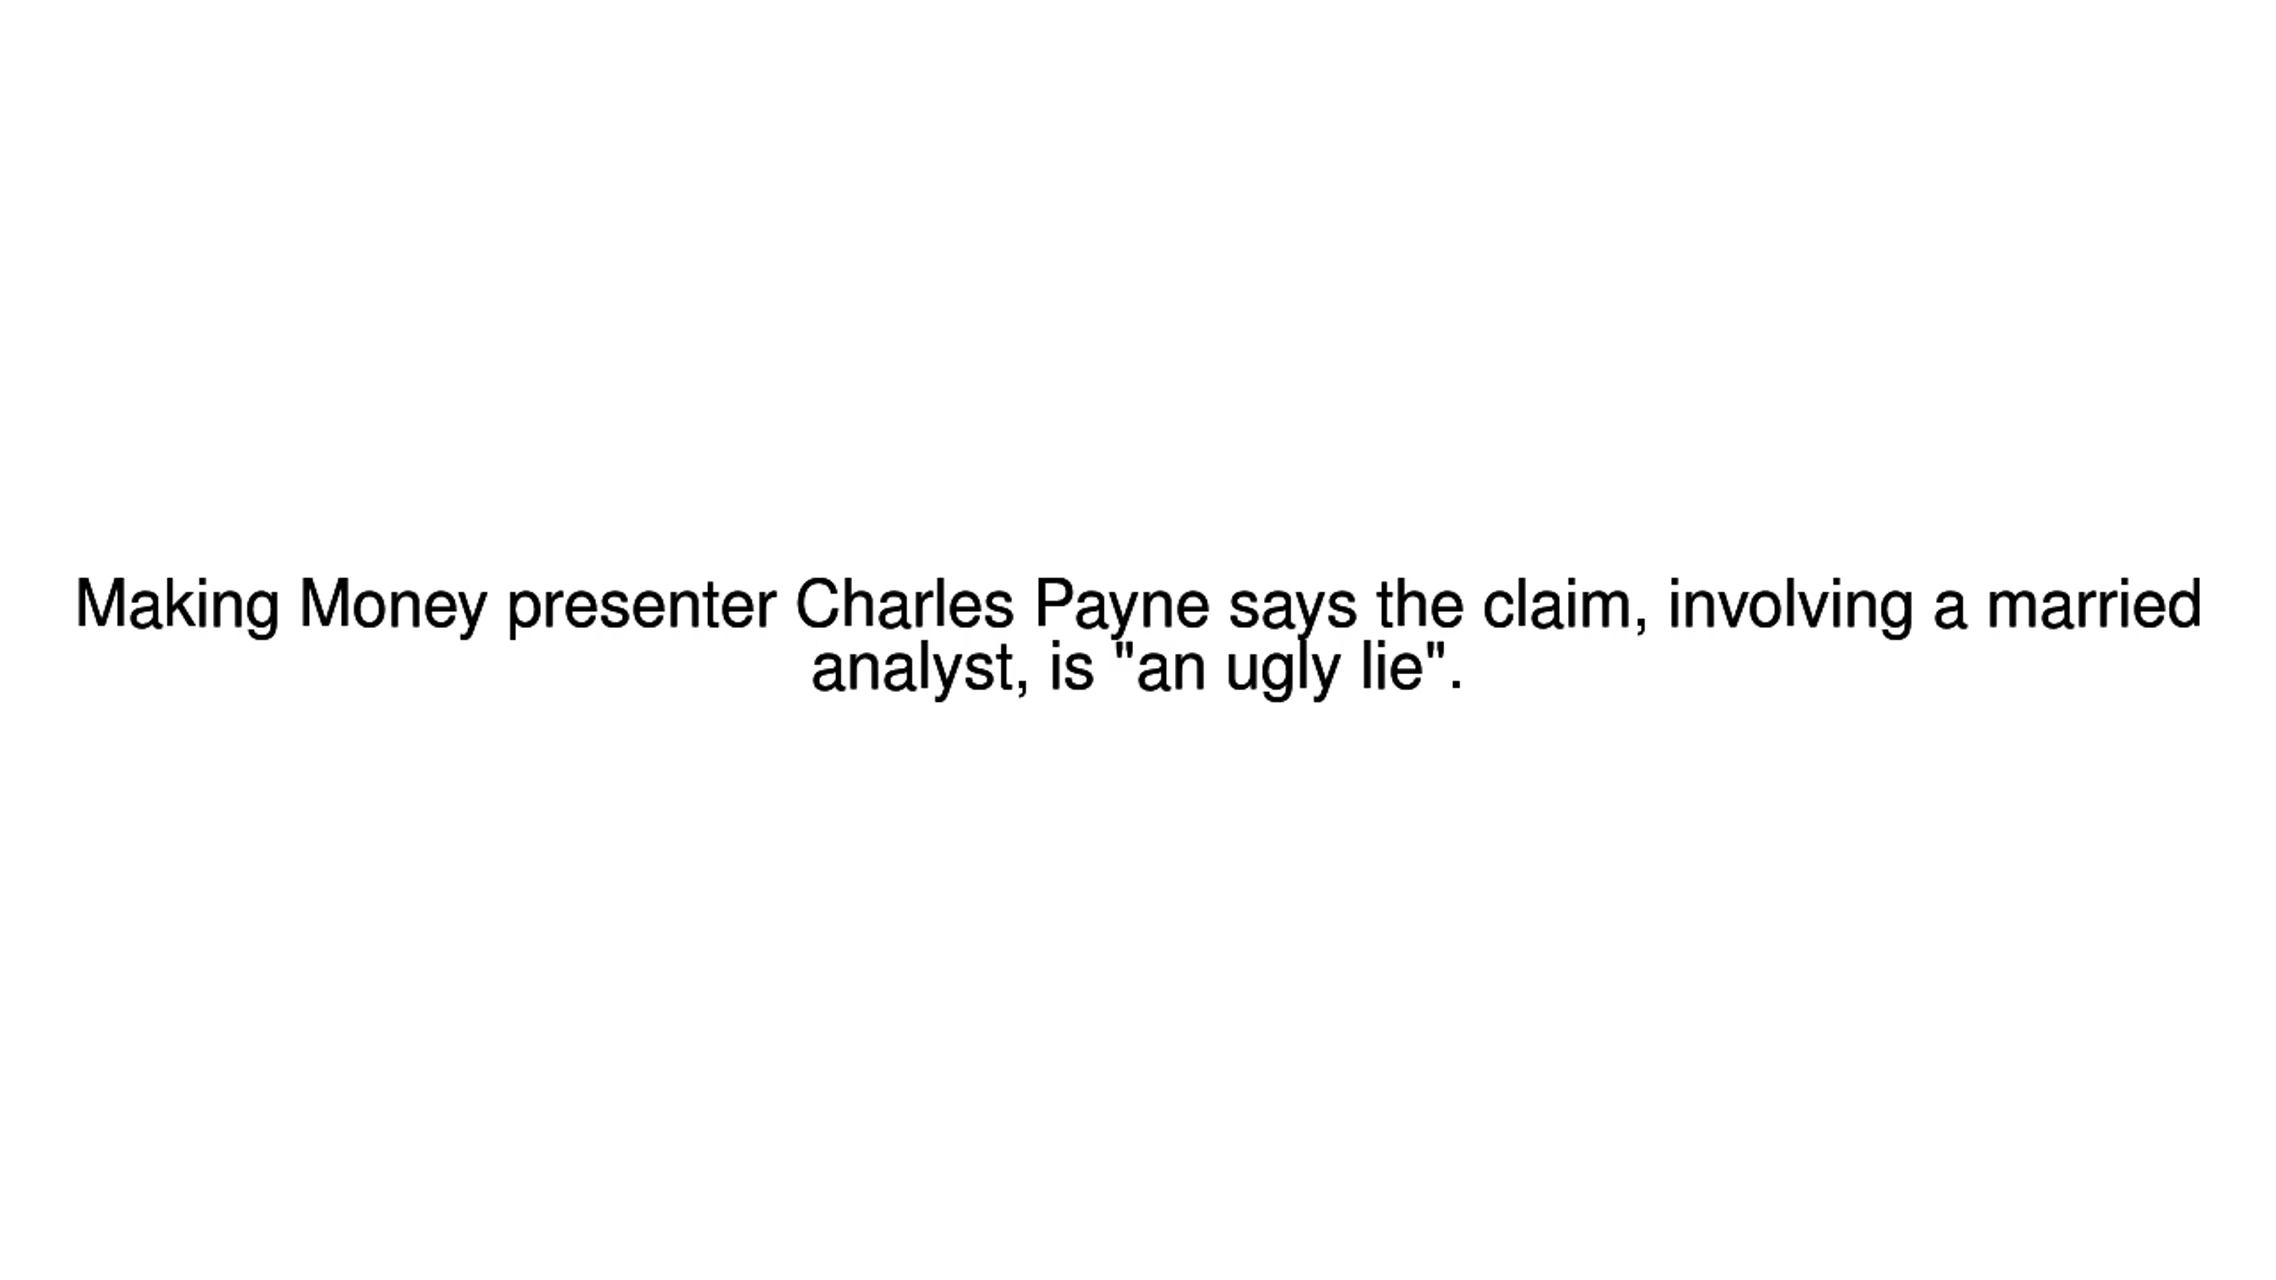 Making Money presenter Charles Payne says the claim, involving a married
analyst, is "an ugly lie".